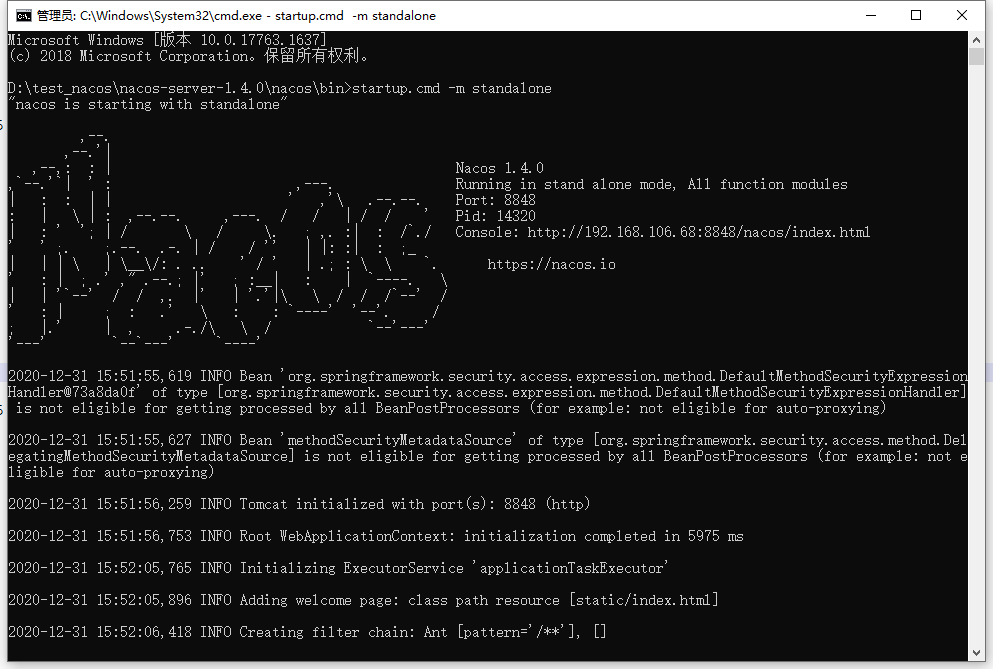 管理员: C:\Windows\System32\cmd.exe - startup.cmd  -m standalone
Microsoft Windows [版本 10.0.17763.1637]
(c) 2018 Microsoft Corporation。保留所有权利。
D:\test_nacos\nacos-server-1.4.0\nacos\bin>startup.cmd -m standalone
"nacos is starting with standalone"
Nacos 1.4.0
Running in stand alone mode, All function modules
Port: 8848
Pid: 14320
Console: http://192.168.106.68:8848/nacos/index.html
https://nacos.io
2020-12-31 15:51:55,619 INFO Bean 'org.springframework.security.access.expression.method.DefaultMethodSecurityExpression
Handler@73a8da0f' of type [org.springframework.security.access.expression.method.DefaultMethodSecurityExpressionHandler]
 is not eligible for getting processed by all BeanPostProcessors (for example: not eligible for auto-proxying)
2020-12-31 15:51:55,627 INFO Bean 'methodSecurityMetadataSource' of type [org.springframework.security.access.method.Del
egatingMethodSecurityMetadataSource] is not eligible for getting processed by all BeanPostProcessors (for example: not e
ligible for auto-proxying)
2020-12-31 15:51:56,259 INFO Tomcat initialized with port(s): 8848 (http)
2020-12-31 15:51:56,753 INFO Root WebApplicationContext: initialization completed in 5975 ms
2020-12-31 15:52:05,765 INFO Initializing ExecutorService 'applicationTaskExecutor'
2020-12-31 15:52:05,896 INFO Adding welcome page: class path resource [static/index.html]
2020-12-31 15:52:06,418 INFO Creating filter chain: Ant [pattern='/**'], []